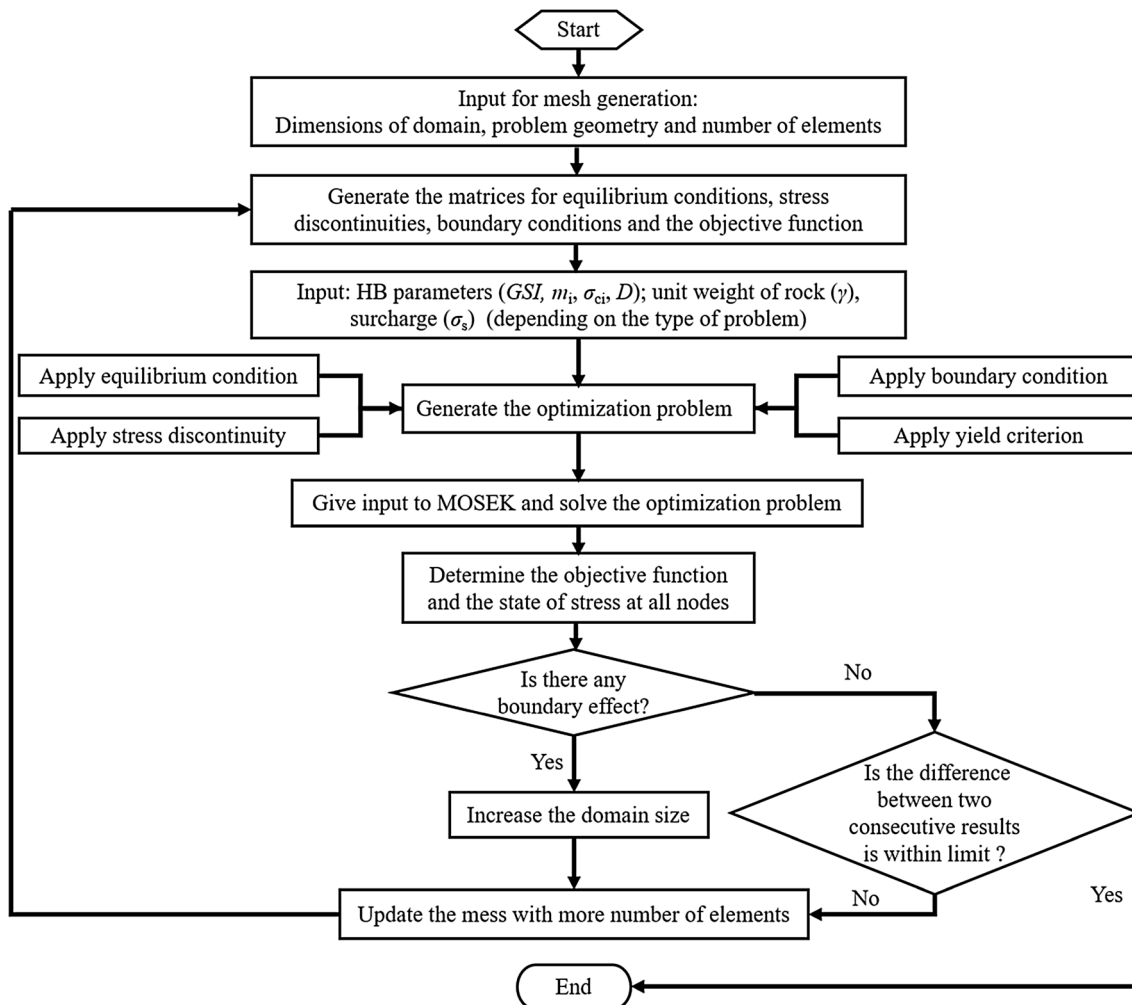 Start
Input for mesh generation:
Dimensions of domain, problem geometry and number of elements
Generate the matrices for equilibrium conditions, stress
discontinuities, boundary conditions and the objective function
Input: HB parameters (GSI, mᵢ, σ_ci, D); unit weight of rock (γ),
surcharge (σₛ) (depending on the type of problem)
Apply equilibrium condition
Apply stress discontinuity
Generate the optimization problem
Apply boundary condition
Apply yield criterion
Give input to MOSEK and solve the optimization problem
Determine the objective function
and the state of stress at all nodes
Is there any
boundary effect?
No
Yes
Is the difference
between two
consecutive results
is within limit ?
Increase the domain size
No
Yes
Update the mess with more number of elements
End